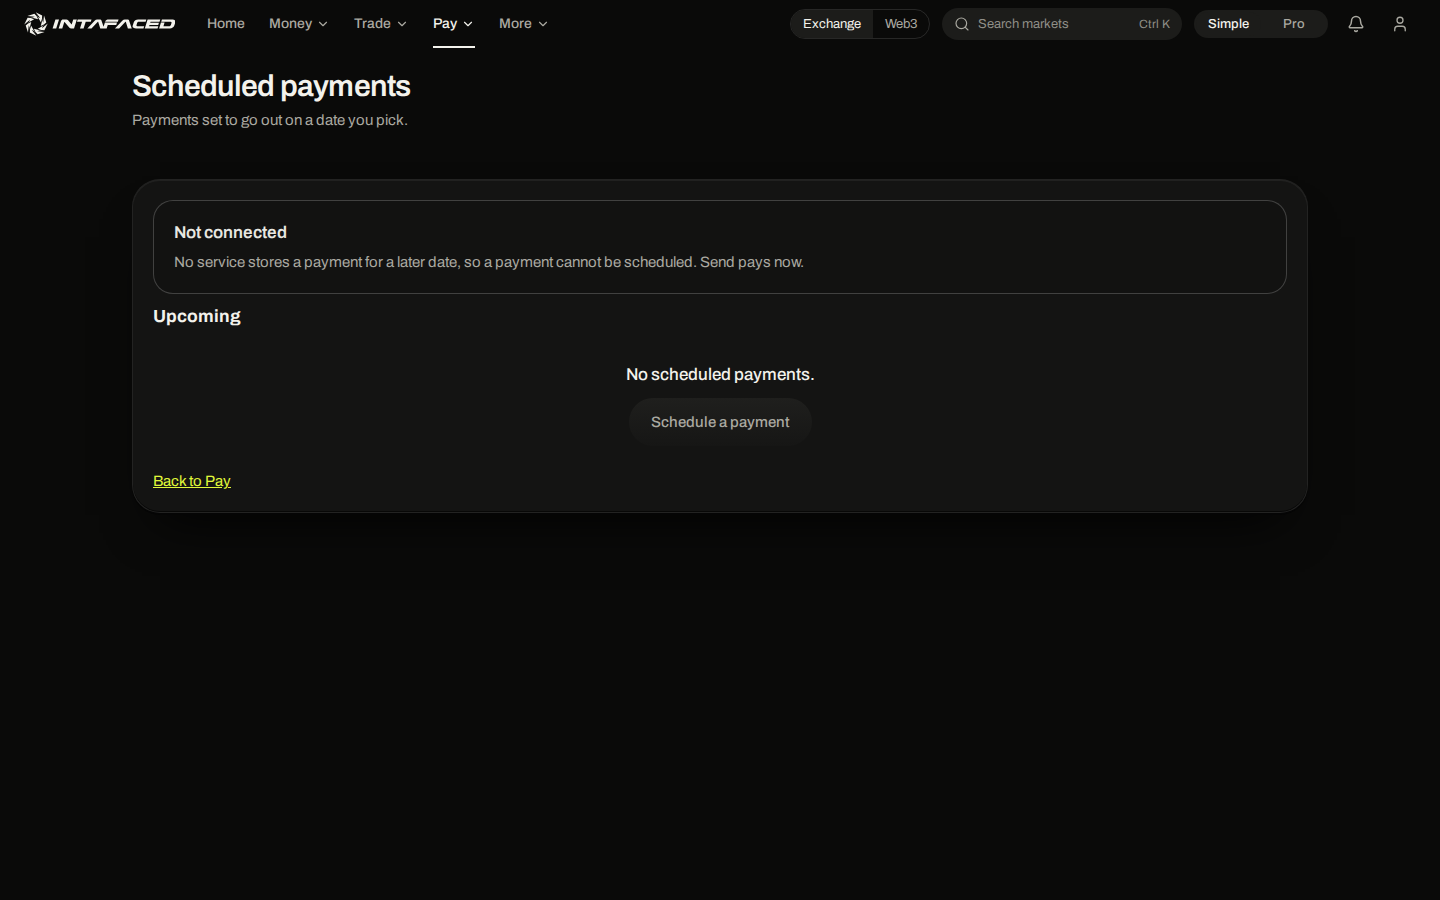 INTAFACED
Home
Money
Trade
Pay
More
Exchange
Web3
Search markets
Ctrl K
Simple
Pro
Scheduled payments
Payments set to go out on a date you pick.
Not connected
No service stores a payment for a later date, so a payment cannot be scheduled. Send pays now.
Upcoming
No scheduled payments.
Schedule a payment
Back to Pay